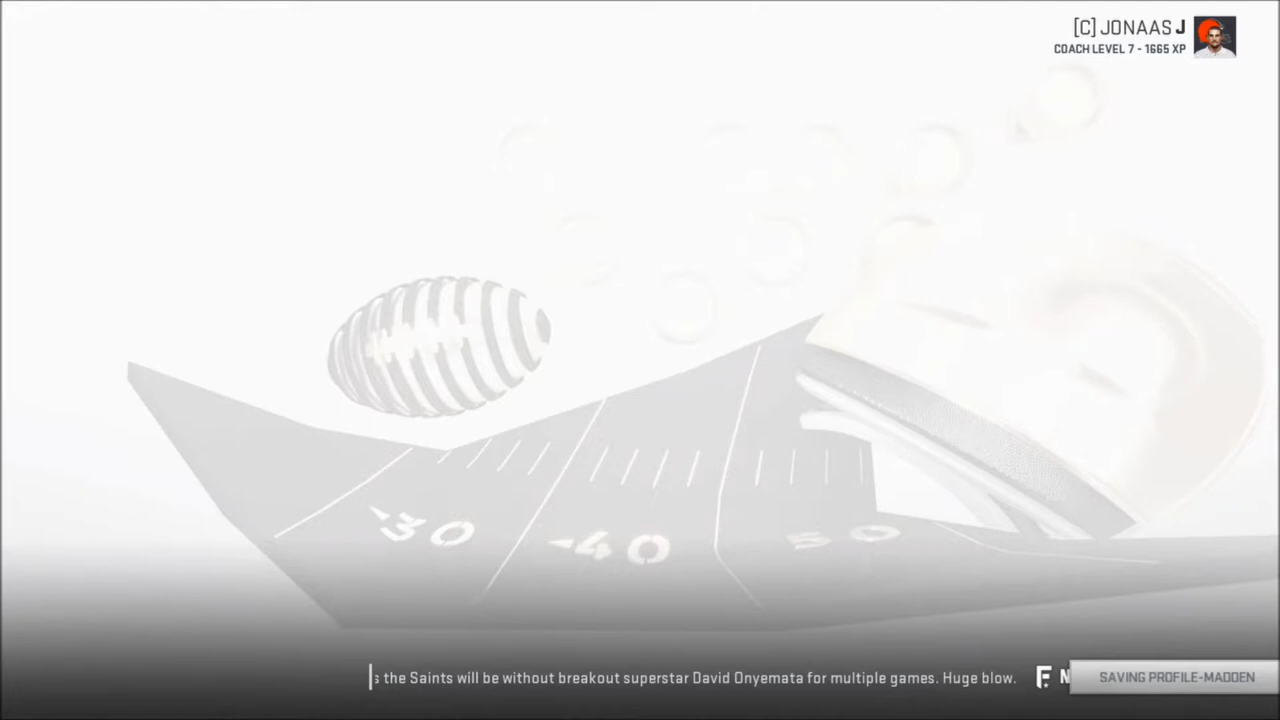 [C] JONAAS J
COACH LEVEL 7 - 1665 XP
30
40
50
the Saints will be without breakout superstar David Onyemata for multiple games. Huge blow.
SAVING PROFILE-MADDEN